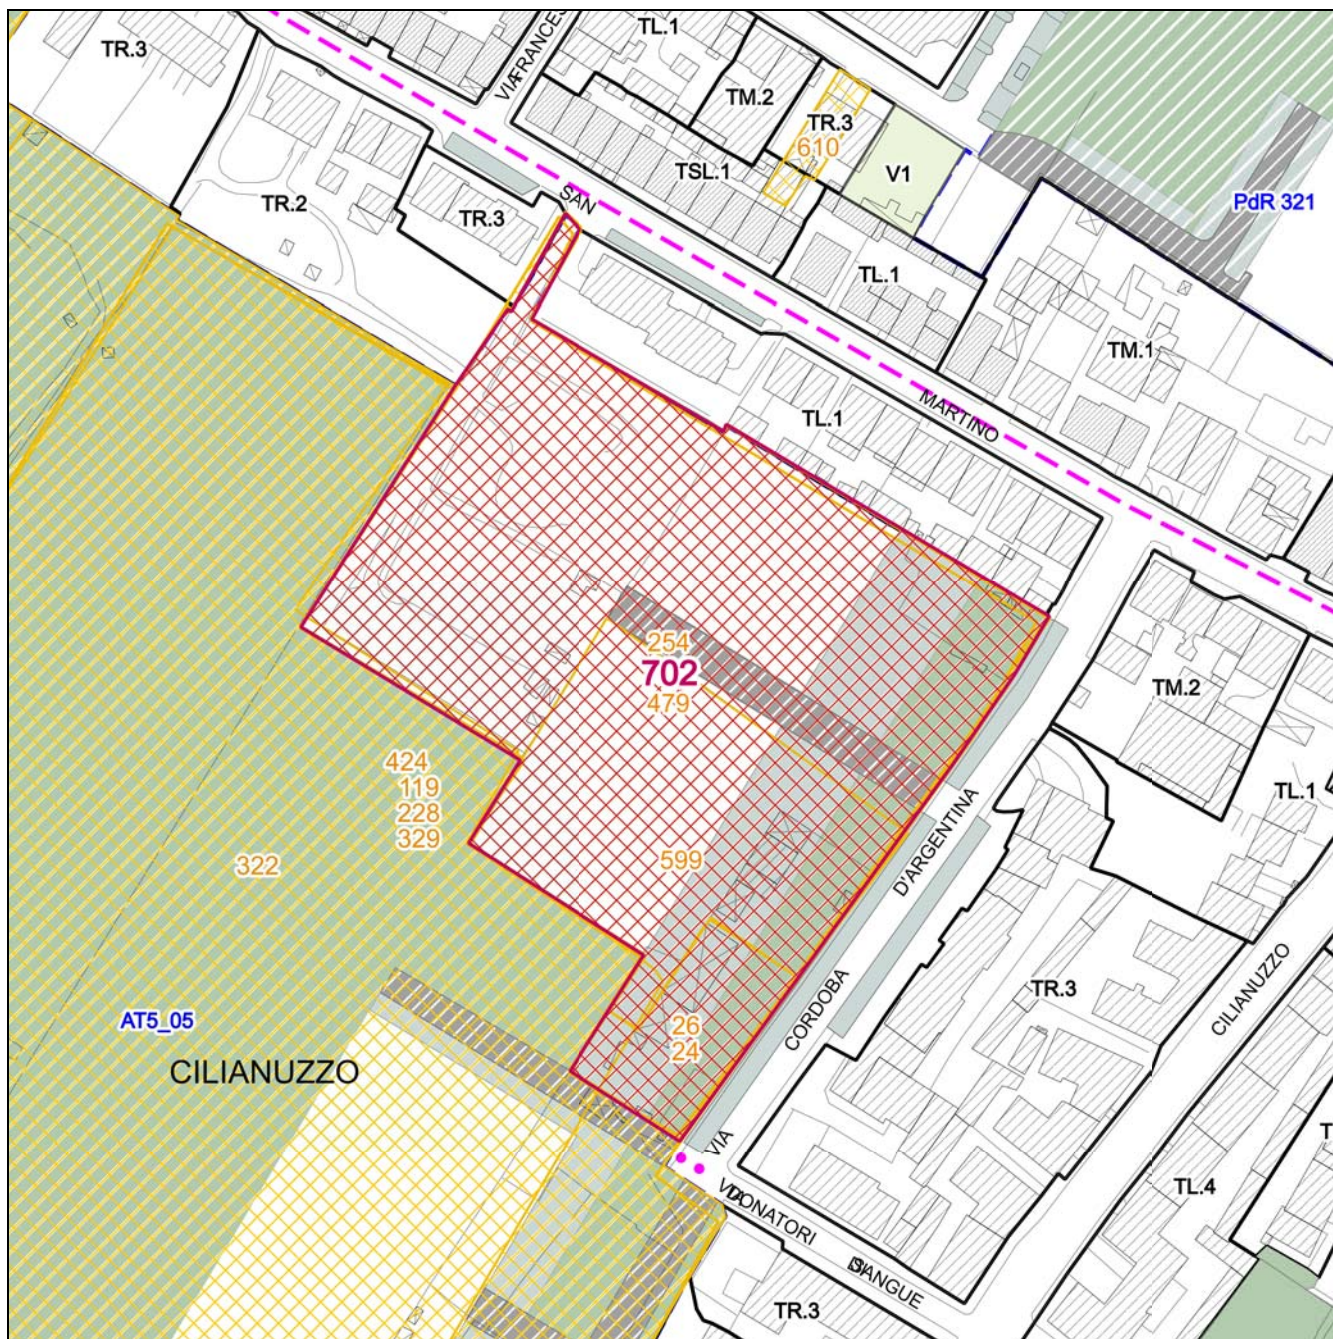 TR.3
VIA FRANCES
TL.1
TM.2
TR.3
610
TSL.1
V1
PdR 321
TR.2
TR.3
SAN
TL.1
TM.1
MARTINO
TL.1
254
702
479
TM.2
D'ARGENTINA
TL.1
424
119
228
329
322
599
CORDOBA
TR.3
CILIANUZZO
AT5_05
CILIANUZZO
26
24
VIA
VIA
DONATORI
DI
SANGUE
TL.4
T
TR.3